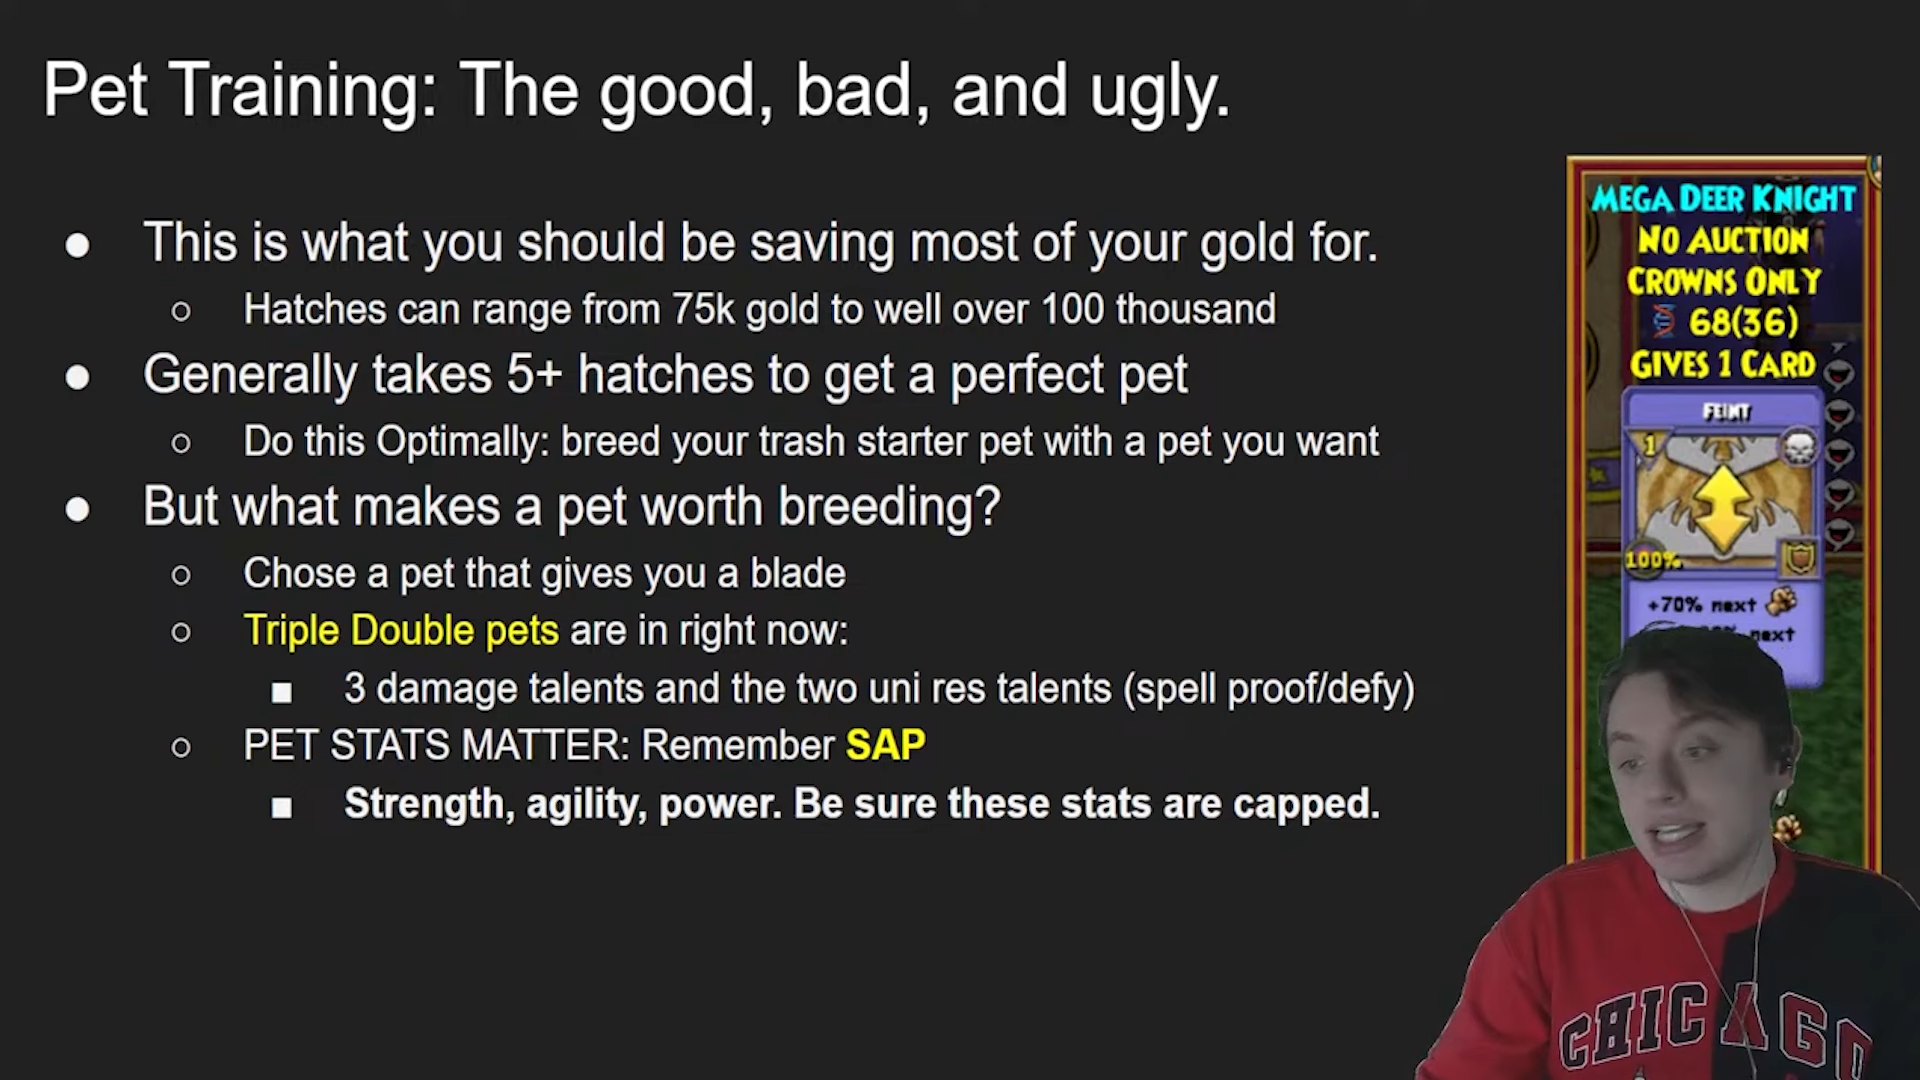 Pet Training: The good, bad, and ugly.
This is what you should be saving most of your gold for.
Hatches can range from 75k gold to well over 100 thousand
Generally takes 5+ hatches to get a perfect pet
Do this Optimally: breed your trash starter pet with a pet you want
But what makes a pet worth breeding?
Chose a pet that gives you a blade
Triple Double pets are in right now:
3 damage talents and the two uni res talents (spell proof/defy)
PET STATS MATTER: Remember SAP
Strength, agility, power. Be sure these stats are capped.
MEGA DEER KNIGHT
NO AUCTION
CROWNS ONLY
68(36)
GIVES 1 CARD
FEINT
1
100%
+70% next
next
CHICAGO